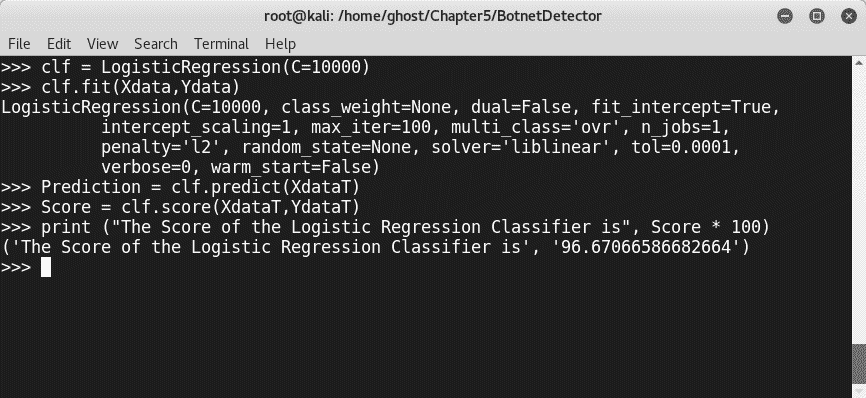 root@kali: /home/ghost/Chapter5/BotnetDetector
File Edit View Search Terminal Help
>>> clf = LogisticRegression(C=10000)
>>> clf.fit(Xdata,Ydata)
LogisticRegression(C=10000, class_weight=None, dual=False, fit_intercept=True,
          intercept_scaling=1, max_iter=100, multi_class='ovr', n_jobs=1,
          penalty='l2', random_state=None, solver='liblinear', tol=0.0001,
          verbose=0, warm_start=False)
>>> Prediction = clf.predict(XdataT)
>>> Score = clf.score(XdataT,YdataT)
>>> print ("The Score of the Logistic Regression Classifier is", Score * 100)
('The Score of the Logistic Regression Classifier is', '96.67066586682664')
>>>